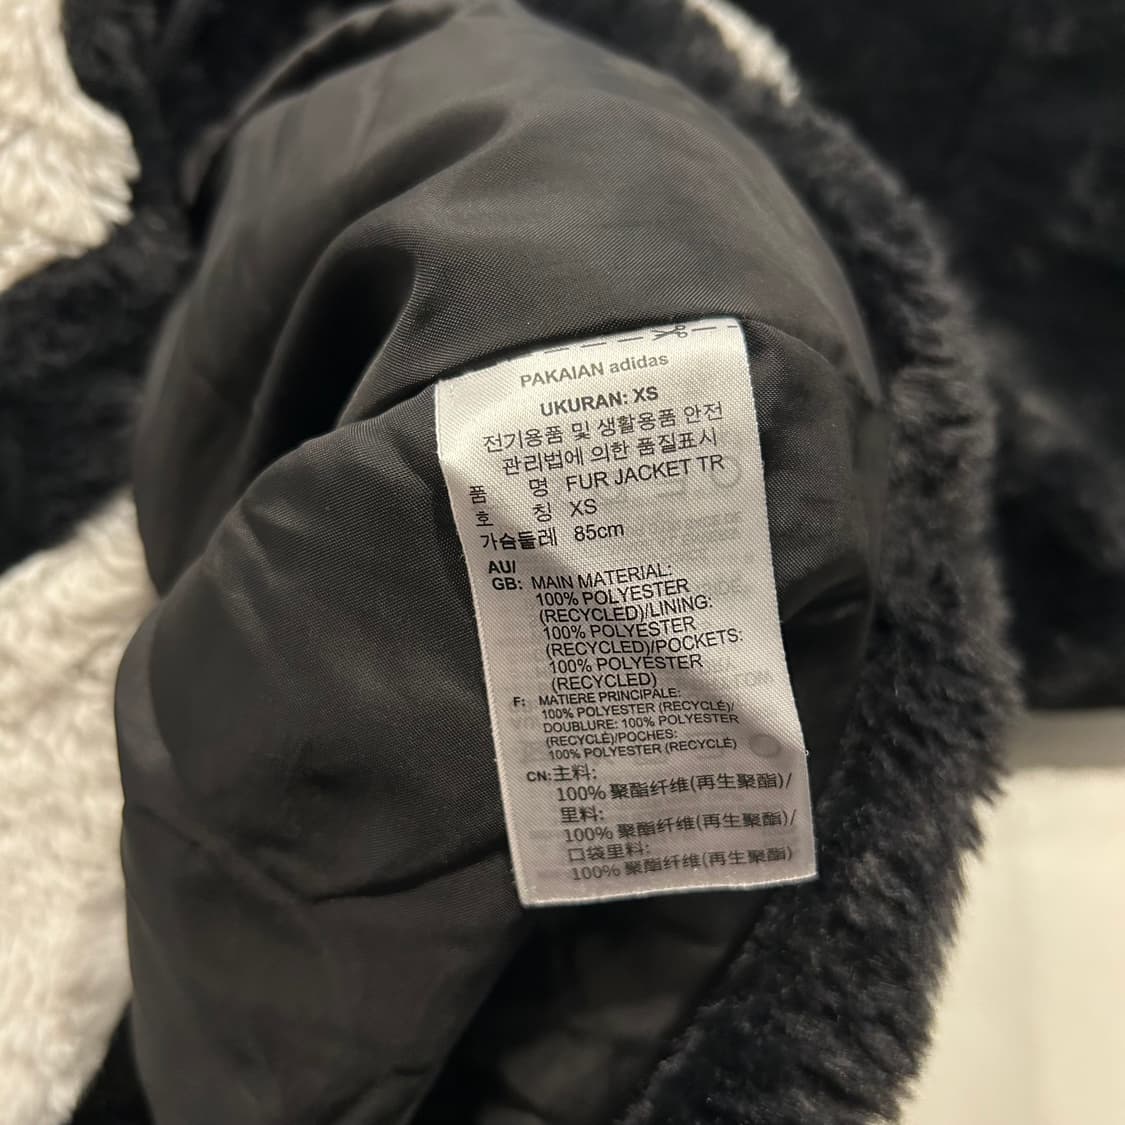 PAKAIAN adidas
UKURAN: XS
전기용품 및 생활용품 안전
관리법에 의한 품질표시
품 명 FUR JACKET TR
호 칭 XS
가슴둘레 85cm
AU/
GB: MAIN MATERIAL:
100% POLYESTER
(RECYCLED)/LINING:
100% POLYESTER
(RECYCLED)/POCKETS:
100% POLYESTER
(RECYCLED)
F: MATIERE PRINCIPALE:
100% POLYESTER (RECYCLÉ)/
DOUBLURE: 100% POLYESTER
(RECYCLÉ)/POCHES:
100% POLYESTER (RECYCLÉ)
CN: 主料:
100% 聚酯纤维(再生聚酯)/
里料:
100% 聚酯纤维(再生聚酯)/
口袋里料:
100% 聚酯纤维(再生聚酯)